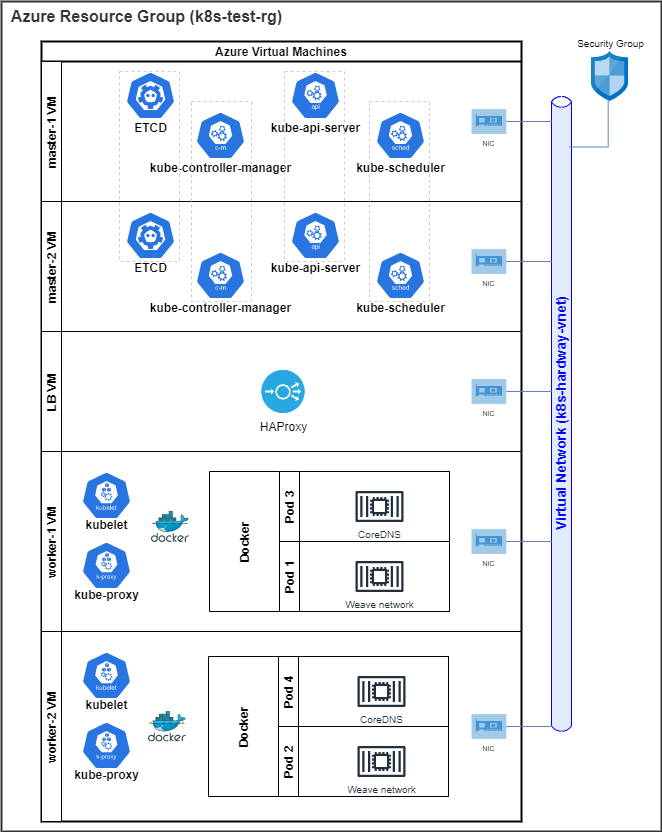 Azure Resource Group (k8s-test-rg)
Azure Virtual Machines
Security Group
master-1 VM
ETCD
c-m
kube-controller-manager
api
kube-api-server
sched
kube-scheduler
NIC
master-2 VM
ETCD
c-m
kube-controller-manager
api
kube-api-server
sched
kube-scheduler
NIC
Virtual Network (k8s-hardway-vnet)
LB VM
HAProxy
NIC
worker-1 VM
kubelet
kubelet
docker
k-proxy
kube-proxy
Docker
Pod 3
CoreDNS
Pod 1
Weave network
NIC
worker-2 VM
kubelet
kubelet
docker
k-proxy
kube-proxy
Docker
Pod 4
CoreDNS
Pod 2
Weave network
NIC